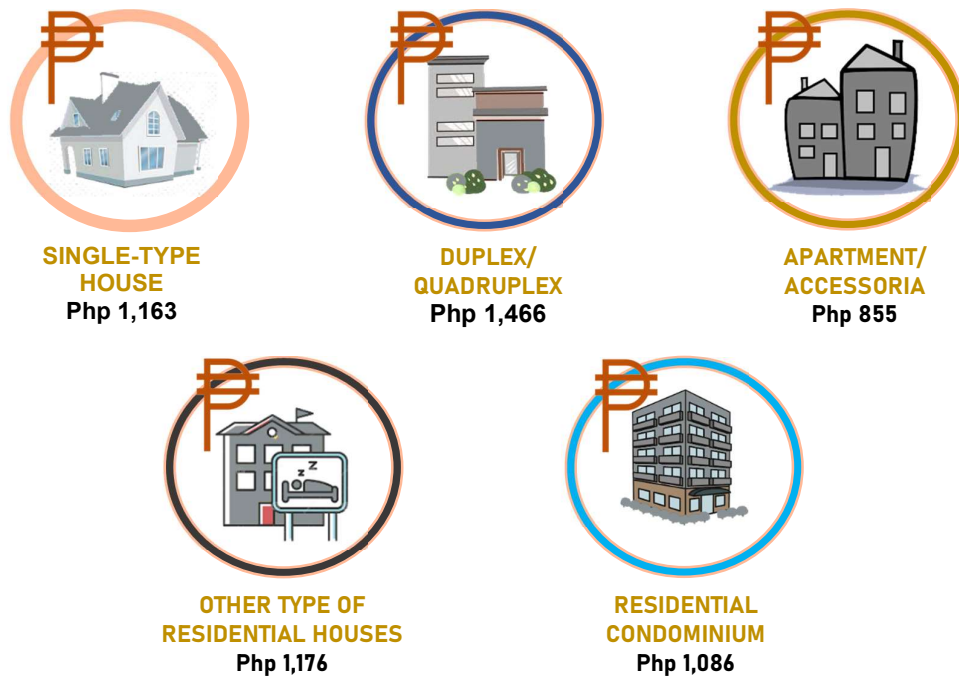 SINGLE-TYPE
HOUSE
Php 1,163
DUPLEX/
QUADRUPLEX
Php 1,466
APARTMENT/
ACCESSORIA
Php 855
z z
OTHER TYPE OF
RESIDENTIAL HOUSES
Php 1,176
RESIDENTIAL
CONDOMINIUM
Php 1,086